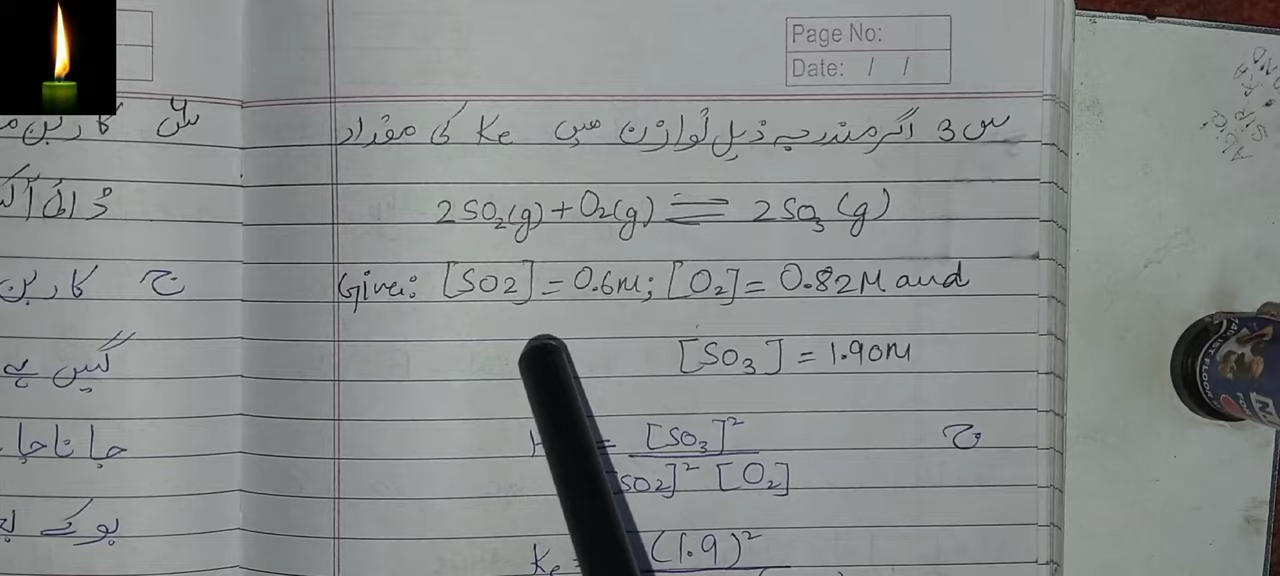 Page No:
Date: / /
س 3 اگر مندرجہ ذیل توازن میں Kc کی مقدار
2SO₂(g) + O₂(g) ⇌ 2SO₃(g)
Given: [SO2] = 0.6M; [O₂] = 0.82M and
[SO₃] = 1.90M
ج
= [SO₃]²
SO2]² [O₂]
Kc (1.9)²
ج کاربن
گیس ہے
جاتا جا